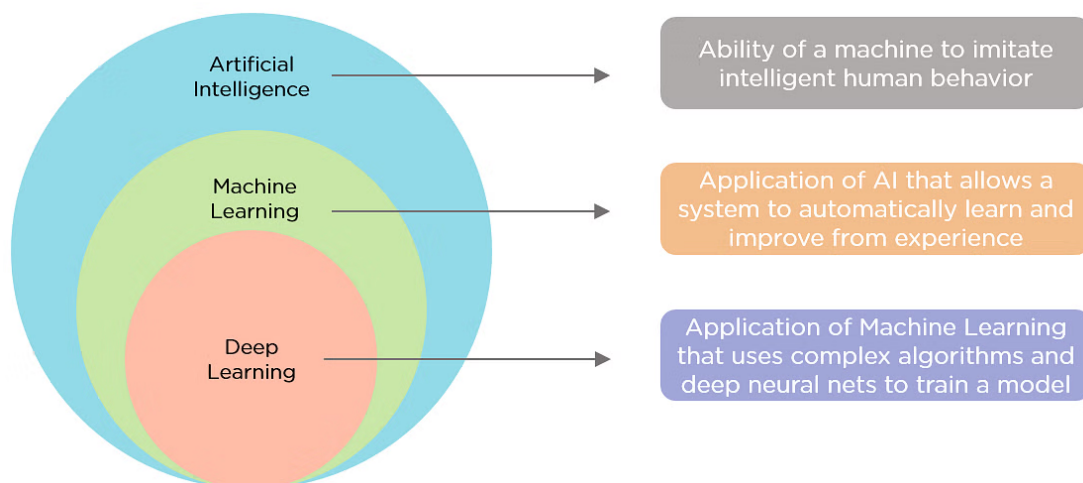 Artificial
Intelligence
Ability of a machine to imitate
intelligent human behavior
Machine
Learning
Application of AI that allows a
system to automatically learn and
improve from experience
Deep
Learning
Application of Machine Learning
that uses complex algorithms and
deep neural nets to train a model